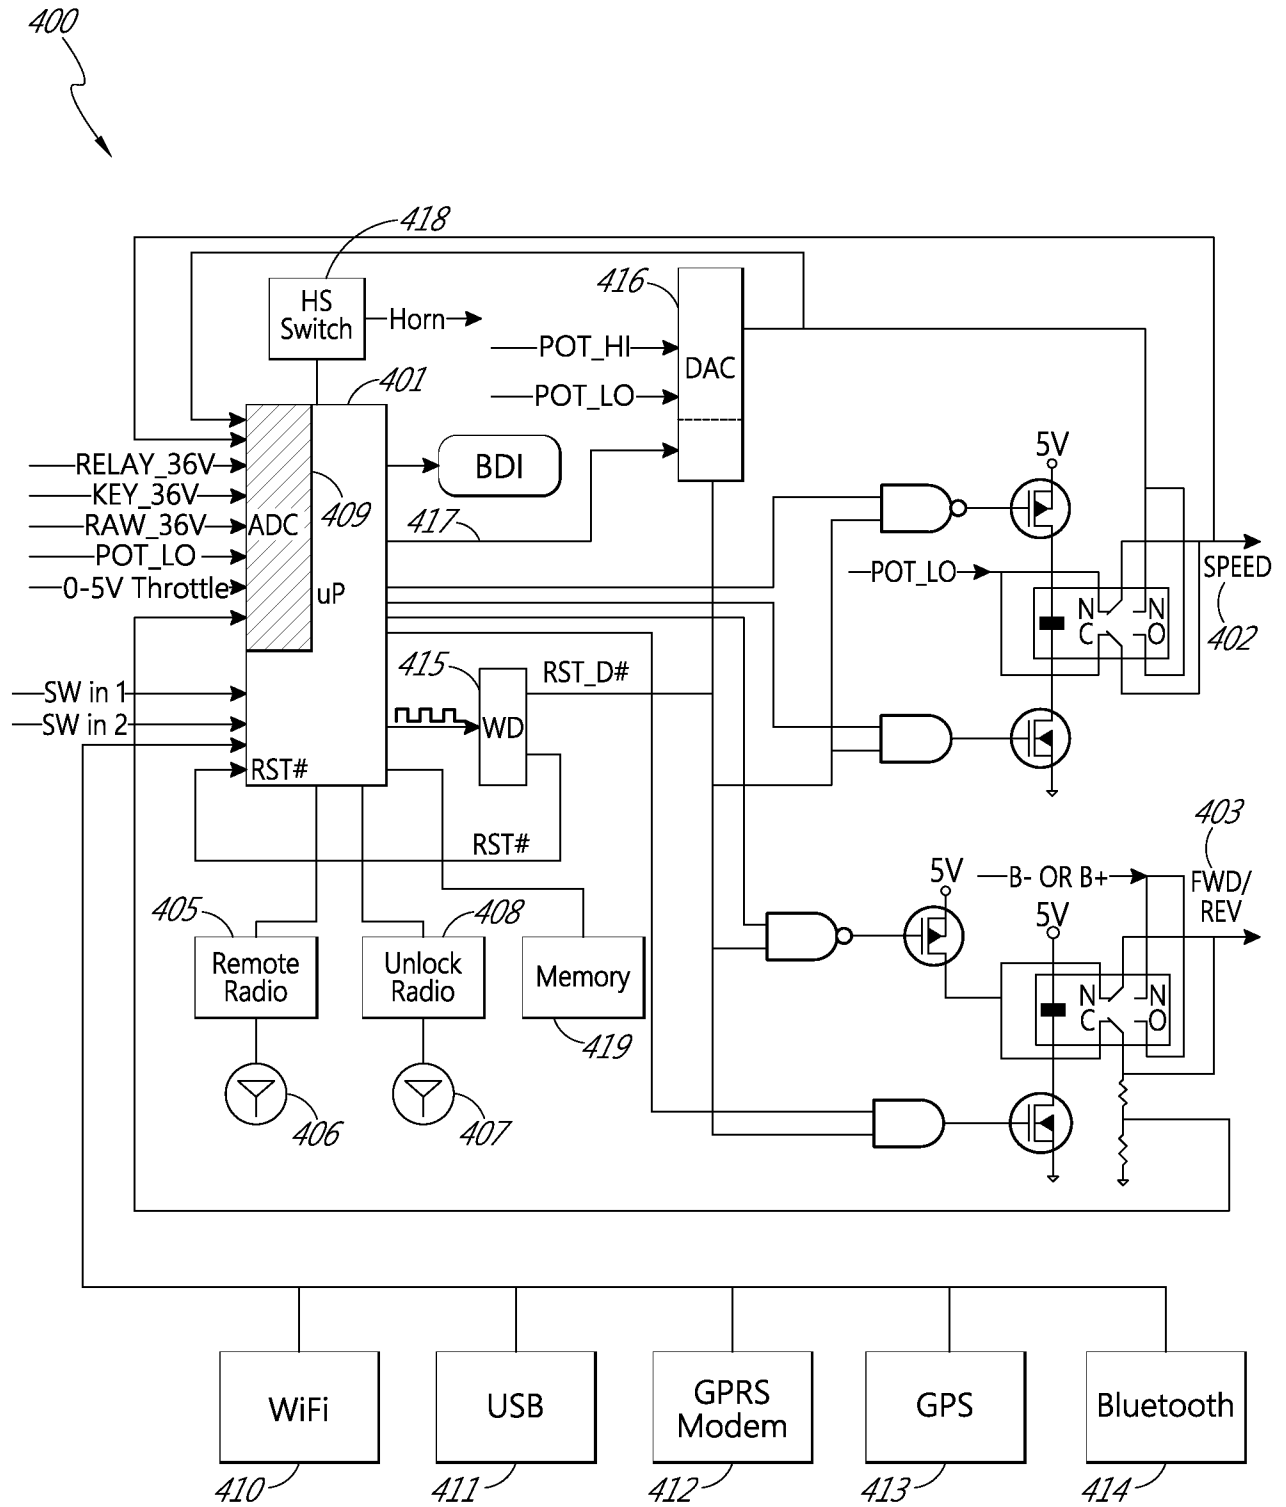 400
418
HS
Switch
Horn
416
POT_HI
DAC
POT_LO
401
RELAY_36V
KEY_36V
RAW_36V
POT_LO
0-5V Throttle
ADC
409
uP
BDI
417
5V
POT_LO
SPEED
402
N
C
N
O
SW in 1
SW in 2
415
WD
RST_D#
RST#
RST#
403
5V
B- OR B+
FWD/
REV
5V
N
C
N
O
405
Remote
Radio
408
Unlock
Radio
Memory
419
406
407
WiFi
410
USB
411
GPRS
Modem
412
GPS
413
Bluetooth
414